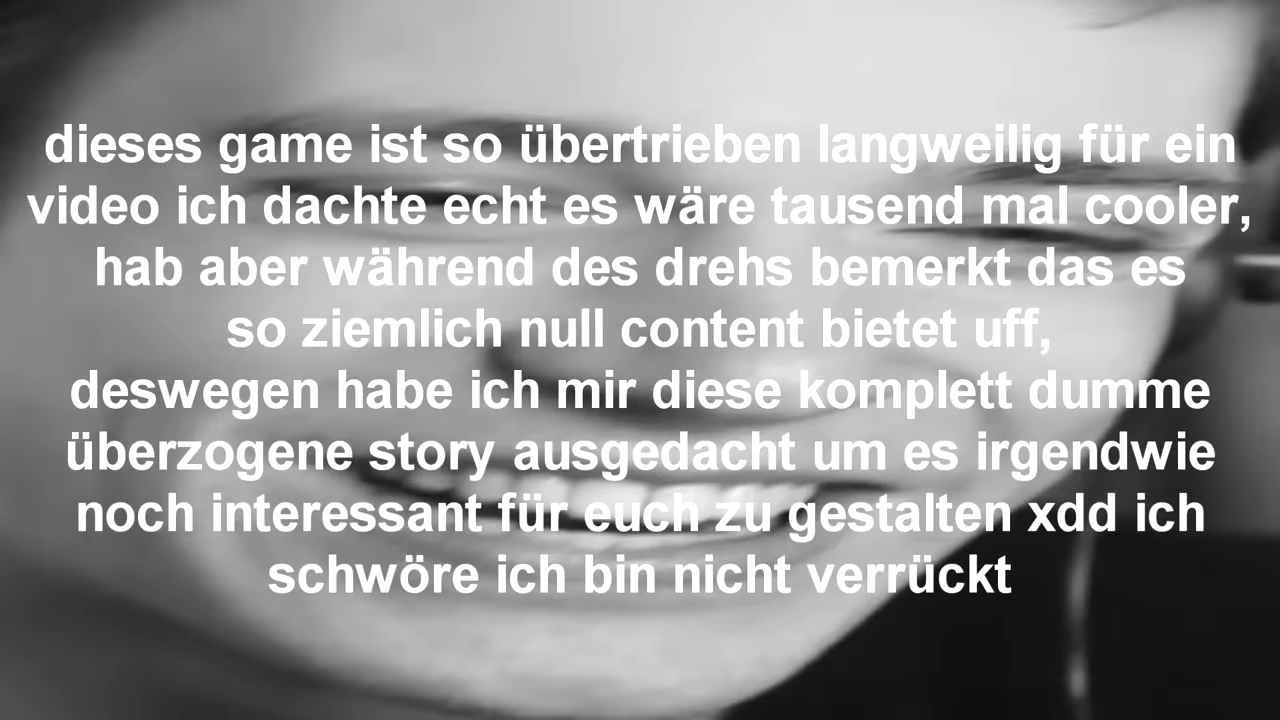 dieses game ist so übertrieben langweilig für ein
video ich dachte echt es wäre tausend mal cooler,
hab aber während des drehs bemerkt das es
so ziemlich null content bietet uff,
deswegen habe ich mir diese komplett dumme
überzogene story ausgedacht um es irgendwie
noch interessant für euch zu gestalten xdd ich
schwöre ich bin nicht verrückt